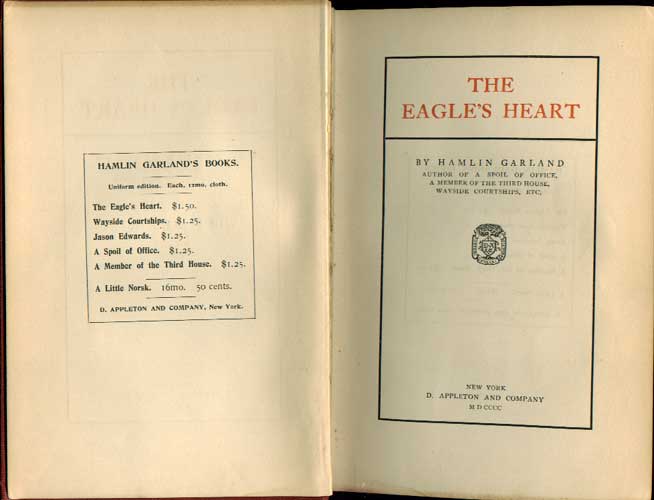 HAMLIN GARLAND'S BOOKS.
Uniform edition. Each, 12mo, cloth.
The Eagle's Heart. $1.50.
Wayside Courtships. $1.25.
Jason Edwards. $1.25.
A Spoil of Office. $1.25.
A Member of the Third House. $1.25.
A Little Norsk. 16mo. 50 cents.
D. APPLETON AND COMPANY, New York.
THE
EAGLE'S HEART
BY HAMLIN GARLAND
AUTHOR OF A SPOIL OF OFFICE,
A MEMBER OF THE THIRD HOUSE,
WAYSIDE COURTSHIPS, ETC.
NEW YORK
D. APPLETON AND COMPANY
MDCCCC